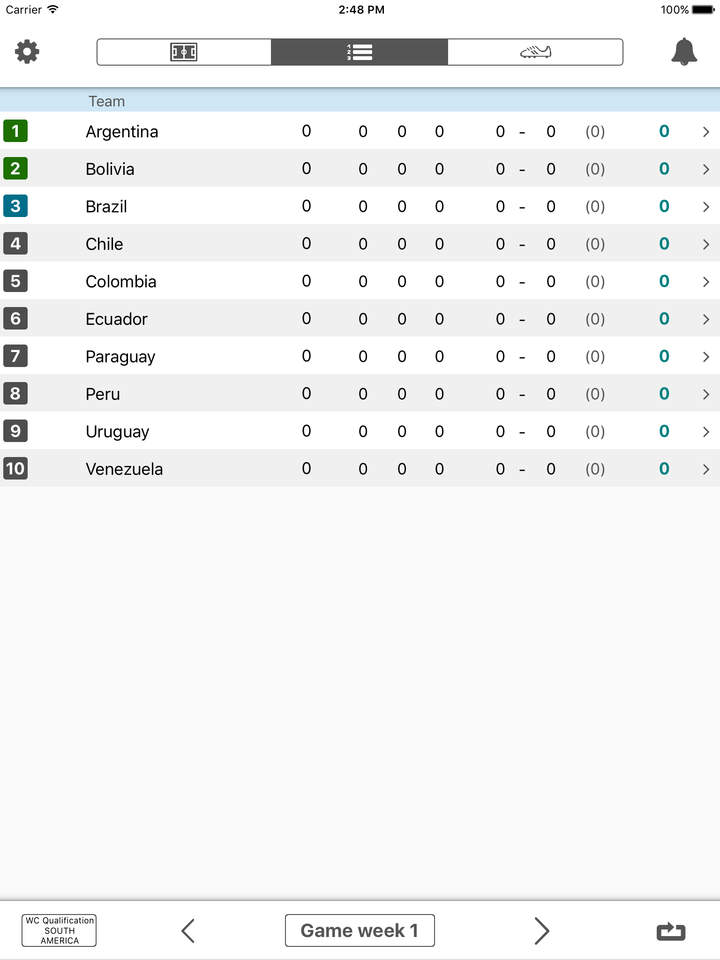 Carrier 2:48 PM 100%
Team
1 Argentina 0 0 0 0 0 - 0 (0) 0
2 Bolivia 0 0 0 0 0 - 0 (0) 0
3 Brazil 0 0 0 0 0 - 0 (0) 0
4 Chile 0 0 0 0 0 - 0 (0) 0
5 Colombia 0 0 0 0 0 - 0 (0) 0
6 Ecuador 0 0 0 0 0 - 0 (0) 0
7 Paraguay 0 0 0 0 0 - 0 (0) 0
8 Peru 0 0 0 0 0 - 0 (0) 0
9 Uruguay 0 0 0 0 0 - 0 (0) 0
10 Venezuela 0 0 0 0 0 - 0 (0) 0
WC Qualification
SOUTH
AMERICA
Game week 1